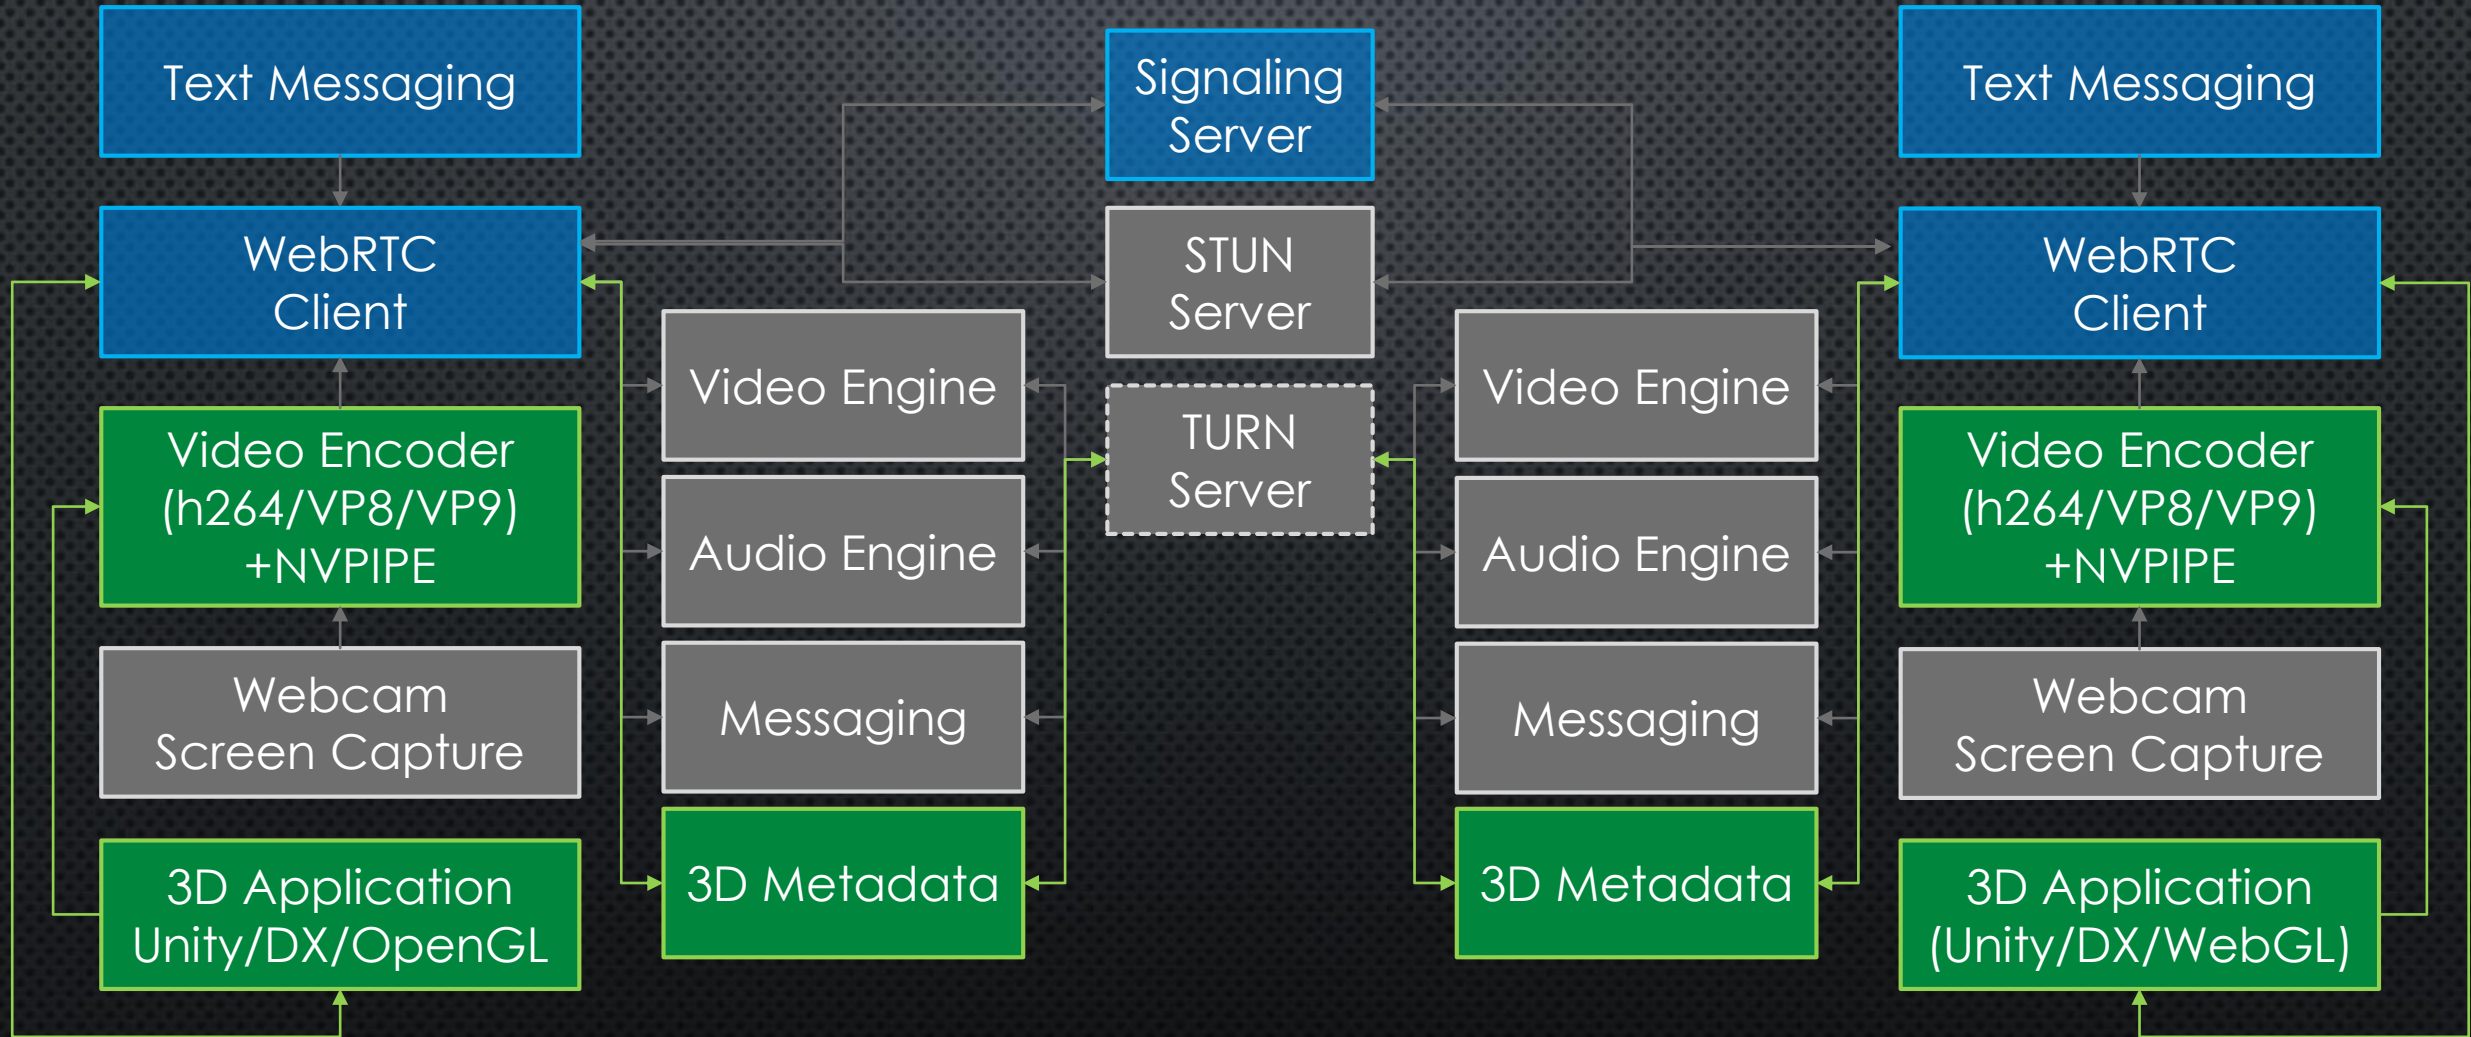 Text Messaging
WebRTC
Client
Video Encoder
(h264/VP8/VP9)
+NVPIPE
Webcam
Screen Capture
3D Application
Unity/DX/OpenGL
Video Engine
Audio Engine
Messaging
3D Metadata
Signaling
Server
STUN
Server
TURN
Server
Video Engine
Audio Engine
Messaging
3D Metadata
Text Messaging
WebRTC
Client
Video Encoder
(h264/VP8/VP9)
+NVPIPE
Webcam
Screen Capture
3D Application
(Unity/DX/WebGL)